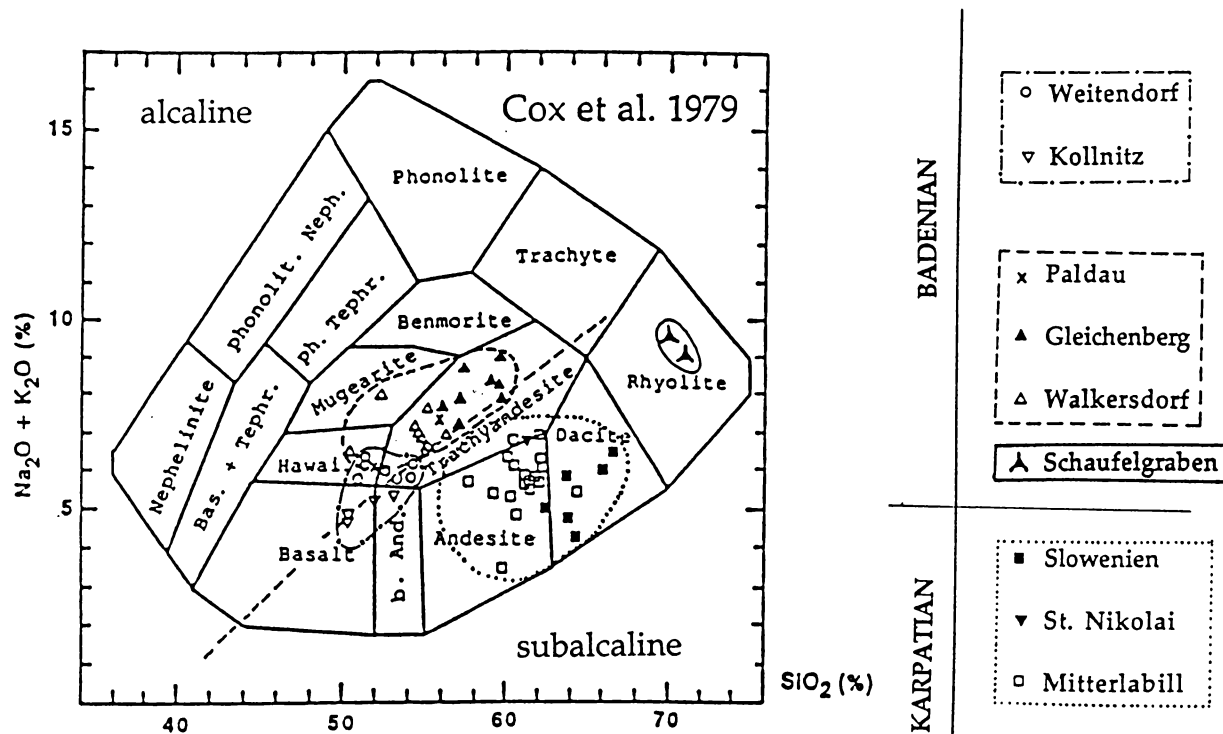 alcaline
Cox et al. 1979
Phonolite
phonolit. Neph.
Trachyte
ph. Tephr.
Benmorite
Mugearite
Rhyolite
Trachyandesite
Nephelinite
Bas. + Tephr.
Hawaii
Dacite
Basalt
b. And.
Andesite
subalcaline
Na2O + K2O (%)
15
10
5
40
50
60
70
SiO2 (%)
BADENIAN
KARPATIAN
Weitendorf
Kollnitz
Paldau
Gleichenberg
Walkersdorf
Schaufelgraben
Slowenien
St. Nikolai
Mitterlabill